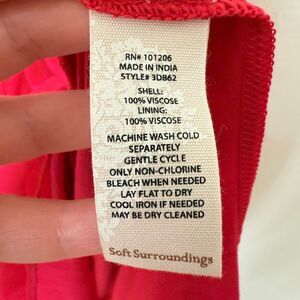 RN# 101206
MADE IN INDIA
STYLE# 3DB62
SHELL:
100% VISCOSE
LINING:
100% VISCOSE
MACHINE WASH COLD
SEPARATELY
GENTLE CYCLE
ONLY NON-CHLORINE
BLEACH WHEN NEEDED
LAY FLAT TO DRY
COOL IRON IF NEEDED
MAY BE DRY CLEANED
Soft Surroundings